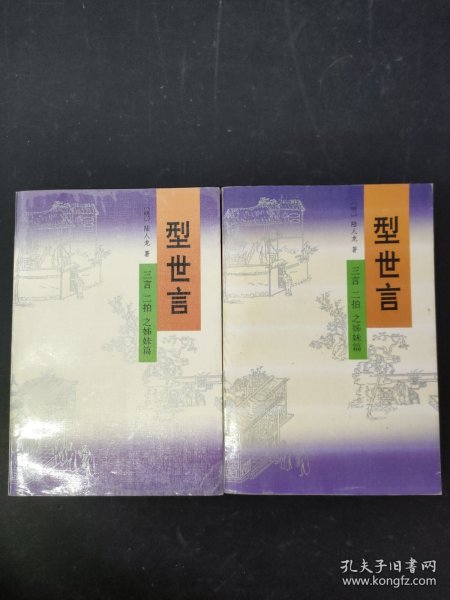 型世言
〔明〕陆人龙 著
三言 二拍 之姊妹篇
型世言
〔明〕陆人龙 著
三言 二拍 之姊妹篇
孔夫子旧书网
www.kongfz.com